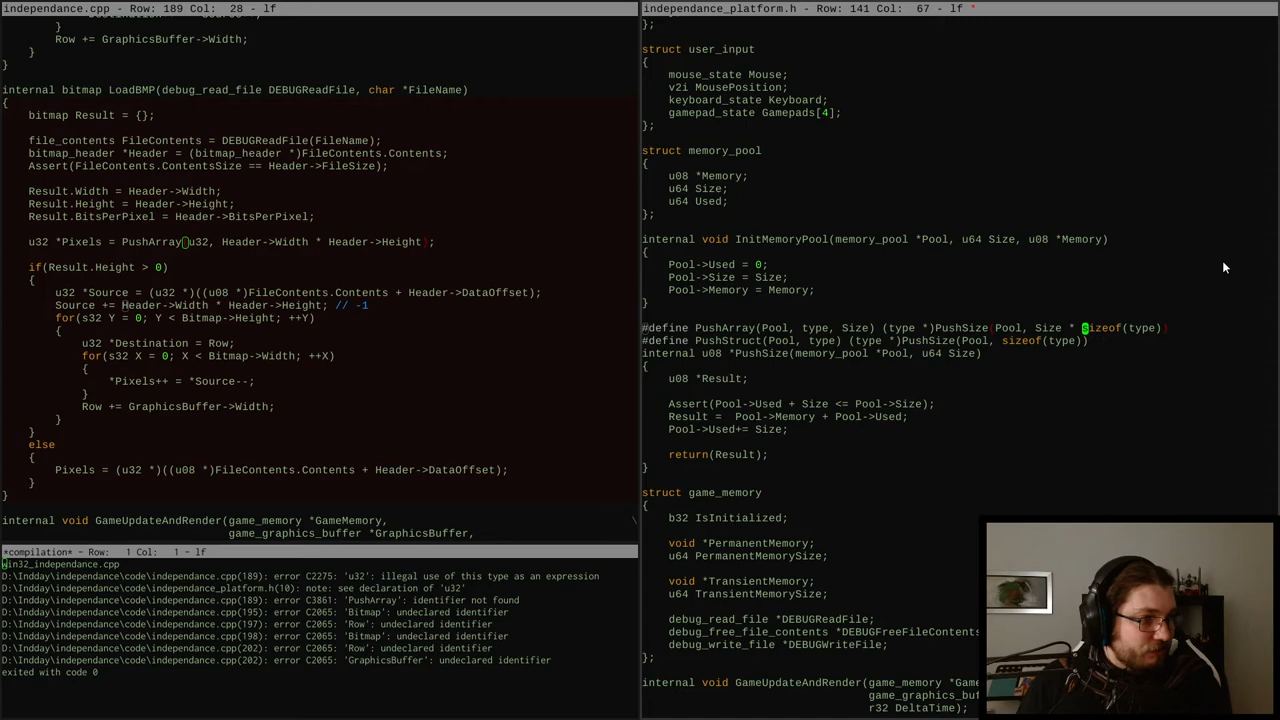 independance.cpp - Row: 189 Col:  28 - lf
        }
        Row += GraphicsBuffer->Width;
    }
}
internal bitmap LoadBMP(debug_read_file DEBUGReadFile, char *FileName)
{
    bitmap Result = {};
    file_contents FileContents = DEBUGReadFile(FileName);
    bitmap_header *Header = (bitmap_header *)FileContents.Contents;
    Assert(FileContents.ContentsSize == Header->FileSize);
    Result.Width = Header->Width;
    Result.Height = Header->Height;
    Result.BitsPerPixel = Header->BitsPerPixel;
    u32 *Pixels = PushArray(u32, Header->Width * Header->Height);
    if(Result.Height > 0)
    {
        u32 *Source = (u32 *)((u08 *)FileContents.Contents + Header->DataOffset);
        Source += Header->Width * Header->Height; // -1
        for(s32 Y = 0; Y < Bitmap->Height; ++Y)
        {
            u32 *Destination = Row;
            for(s32 X = 0; X < Bitmap->Width; ++X)
            {
                *Pixels++ = *Source--;
            }
            Row += GraphicsBuffer->Width;
        }
    }
    else
    {
        Pixels = (u32 *)((u08 *)FileContents.Contents + Header->DataOffset);
    }
}
internal void GameUpdateAndRender(game_memory *GameMemory,
                                  game_graphics_buffer *GraphicsBuffer, \
*compilation* - Row:   1 Col:   1 - lf
win32_independance.cpp
D:\Indday\independance\code\independance.cpp(189): error C2275: 'u32': illegal use of this type as an expression
D:\Indday\independance\code\independance_platform.h(10): note: see declaration of 'u32'
D:\Indday\independance\code\independance.cpp(189): error C3861: 'PushArray': identifier not found
D:\Indday\independance\code\independance.cpp(195): error C2065: 'Bitmap': undeclared identifier
D:\Indday\independance\code\independance.cpp(197): error C2065: 'Row': undeclared identifier
D:\Indday\independance\code\independance.cpp(198): error C2065: 'Bitmap': undeclared identifier
D:\Indday\independance\code\independance.cpp(202): error C2065: 'Row': undeclared identifier
D:\Indday\independance\code\independance.cpp(202): error C2065: 'GraphicsBuffer': undeclared identifier
exited with code 0
independance_platform.h - Row: 141 Col:  67 - lf *
};
struct user_input
{
    mouse_state Mouse;
    v2i MousePosition;
    keyboard_state Keyboard;
    gamepad_state Gamepads[4];
};
struct memory_pool
{
    u08 *Memory;
    u64 Size;
    u64 Used;
};
internal void InitMemoryPool(memory_pool *Pool, u64 Size, u08 *Memory)
{
    Pool->Used = 0;
    Pool->Size = Size;
    Pool->Memory = Memory;
}
#define PushArray(Pool, type, Size) (type *)PushSize(Pool, Size * sizeof(type))
#define PushStruct(Pool, type) (type *)PushSize(Pool, sizeof(type))
internal u08 *PushSize(memory_pool *Pool, u64 Size)
{
    u08 *Result;
    Assert(Pool->Used + Size <= Pool->Size);
    Result =  Pool->Memory + Pool->Used;
    Pool->Used+= Size;
    return(Result);
}
struct game_memory
{
    b32 IsInitialized;
    void *PermanentMemory;
    u64 PermanentMemorySize;
    void *TransientMemory;
    u64 TransientMemorySize;
    debug_read_file *DEBUGReadFile;
    debug_free_file_contents *DEBUGFreeFileContents
    debug_write_file *DEBUGWriteFile;
};
internal void GameUpdateAndRender(game_memory *Gam
                                  game_graphics_buf
                                  r32 DeltaTime);